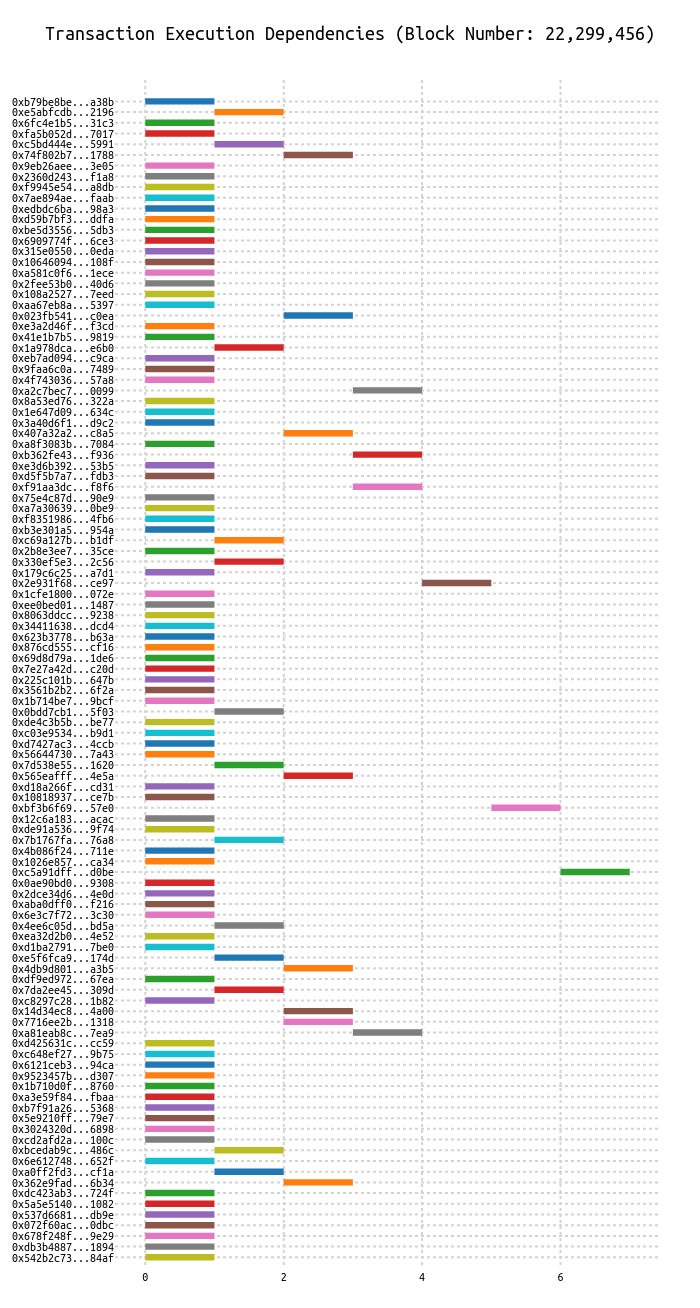 Transaction Execution Dependencies (Block Number: 22,299,456)
0xb79be8be...a38b
0xe5abfcdb...2196
0x6fc4e1b5...31c3
0xfa5b052d...7017
0xc5bd444e...5991
0x74f802b7...1788
0x9eb26aee...3e05
0x2360d243...f1a8
0xf9945e54...a8db
0x7ae894ae...faab
0xedbdc6ba...98a3
0xd59b7bf3...ddfa
0xbe5d3556...5db3
0x6909774f...6ce3
0x315e0550...0eda
0x10646094...108f
0xa581c0f6...1ece
0x2fee53b0...40d6
0x108a2527...7eed
0xaa67eb8a...5397
0x023fb541...c0ea
0xe3a2d46f...f3cd
0x41e1b7b5...9819
0x1a978dca...e6b0
0xeb7ad094...c9ca
0x9faa6c0a...7489
0x4f743036...57a8
0xa2c7bec7...0099
0x8a53ed76...322a
0x1e647d09...634c
0x3a40d6f1...d9c2
0x407a32a2...c8a5
0xa8f3083b...7084
0xb362fe43...f936
0xe3d6b392...53b5
0xd5f5b7a7...fdb3
0xf91aa3dc...f8f6
0x75e4c87d...90e9
0xa7a30639...0be9
0xf8351986...4fb6
0xb3e301a5...954a
0xc69a127b...b1df
0x2b8e3ee7...35ce
0x330ef5e3...2c56
0x179c6c25...a7d1
0x2e931f68...ce97
0x1cfe1800...072e
0xee0bed01...1487
0x8063ddcc...9238
0x34411638...dcd4
0x623b3778...b63a
0x876cd555...cf16
0x69d8d79a...1de6
0x7e27a42d...c20d
0x225c101b...647b
0x3561b2b2...6f2a
0x1b714be7...9bcf
0x0bdd7cb1...5f03
0xde4c3b5b...be77
0xc03e9534...b9d1
0xd7427ac3...4ccb
0x56644730...7a43
0x7d538e55...1620
0x565eafff...4e5a
0xd18a266f...cd31
0x10818937...ce7b
0xbf3b6f69...57e0
0x12c6a183...acac
0xde91a536...9f74
0x7b1767fa...76a8
0x4b086f24...711e
0x1026e857...ca34
0xc5a91dff...d0be
0x0ae90bd0...9308
0x2dce34d6...4e0d
0xaba0dff0...f216
0x6e3c7f72...3c30
0x4ee6c05d...bd5a
0xea32d2b0...4e52
0xd1ba2791...7be0
0xe5f6fca9...174d
0x4db9d801...a3b5
0xdf9ed972...67ea
0x7da2ee45...309d
0xc8297c28...1b82
0x14d34ec8...4a00
0x7716ee2b...1318
0xa81eab8c...7ea9
0xd425631c...cc59
0xc648ef27...9b75
0x6121ceb3...94ca
0x9523457b...d307
0x1b710d0f...8760
0xa3e59f84...fbaa
0xb7f91a26...5368
0x5e9210ff...79e7
0x3024320d...6898
0xcd2afd2a...100c
0xbcedab9c...486c
0x6e612748...652f
0xa0ff2fd3...cf1a
0x362e9fad...6b34
0xdc423ab3...724f
0x5a5e5140...1082
0x537d6681...db9e
0x072f60ac...0dbc
0x678f248f...9e29
0xdb3b4887...1894
0x542b2c73...84af
0 2 4 6